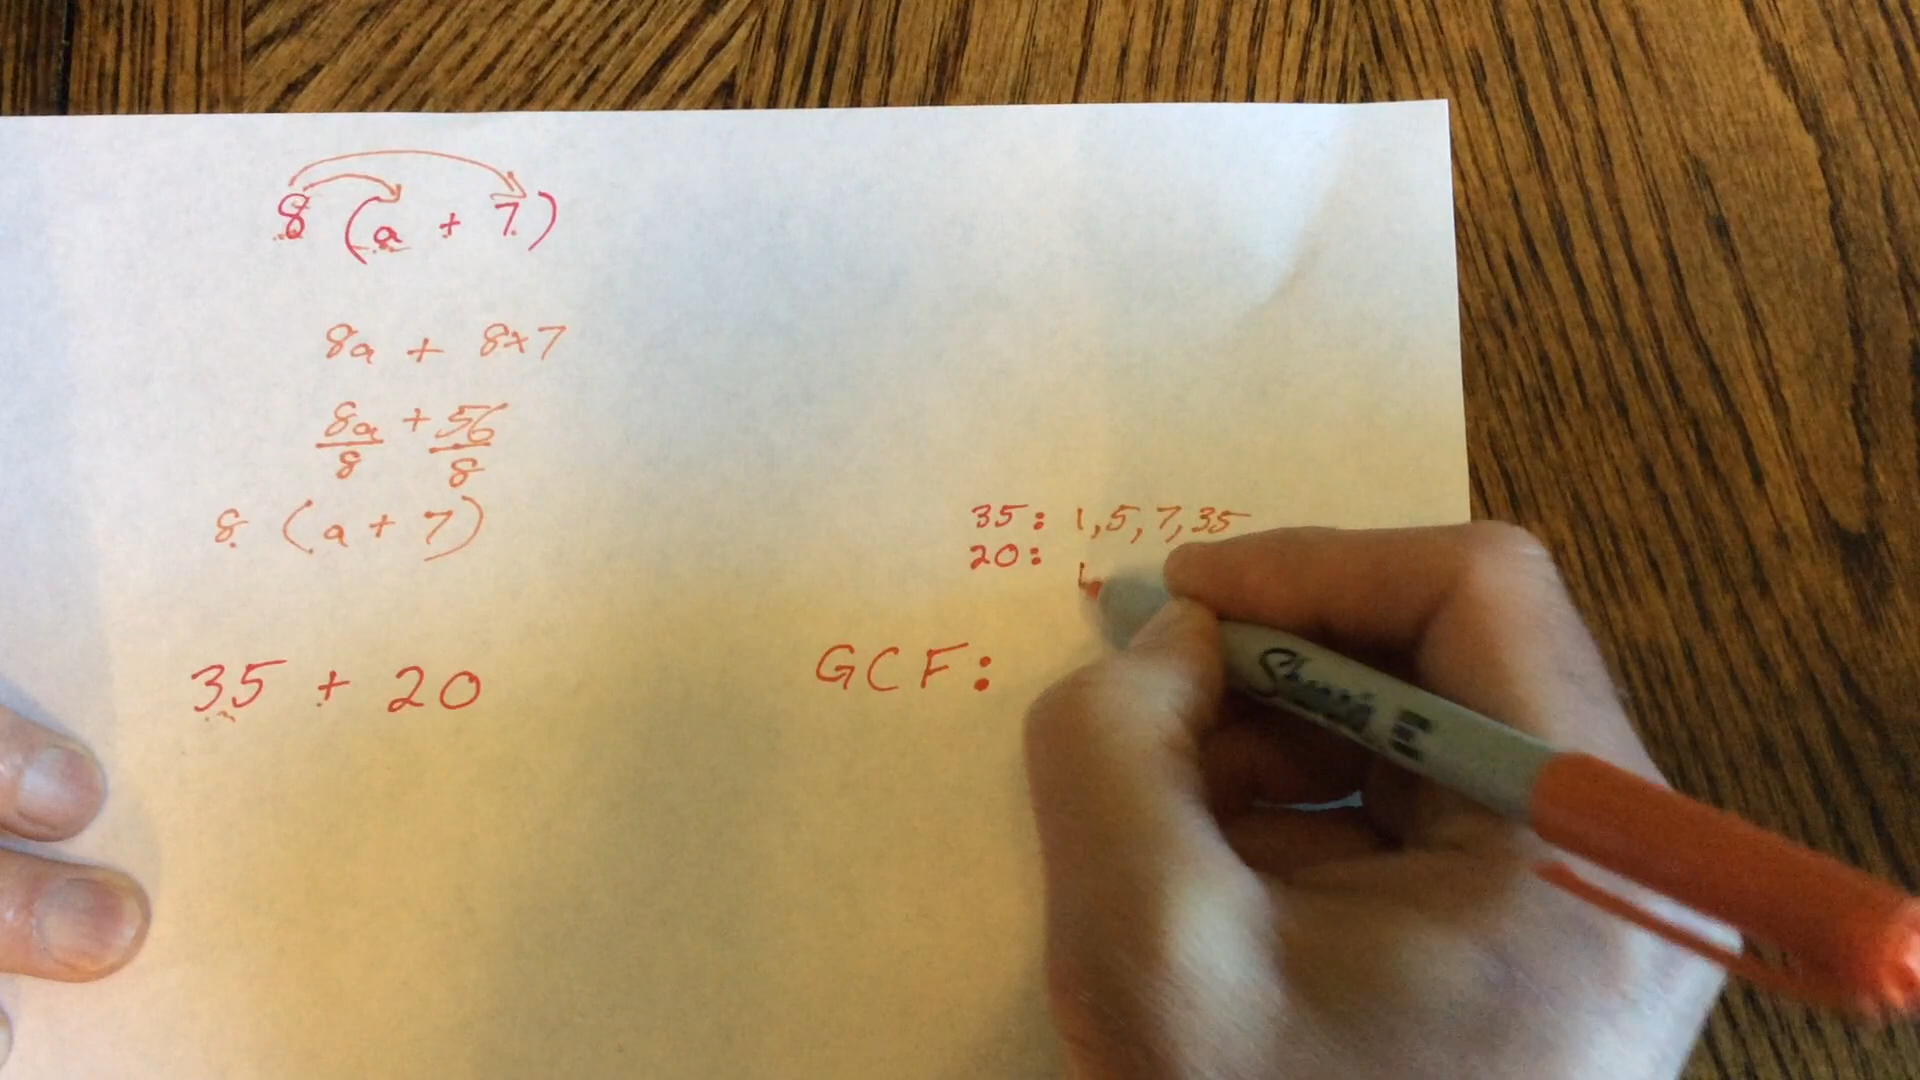 8 (a + 7)
8a + 8×7
8a + 56
8 8
8 (a + 7)
35 : 1, 5, 7, 35
20 : 1
35 + 20
GCF:
Sharpie